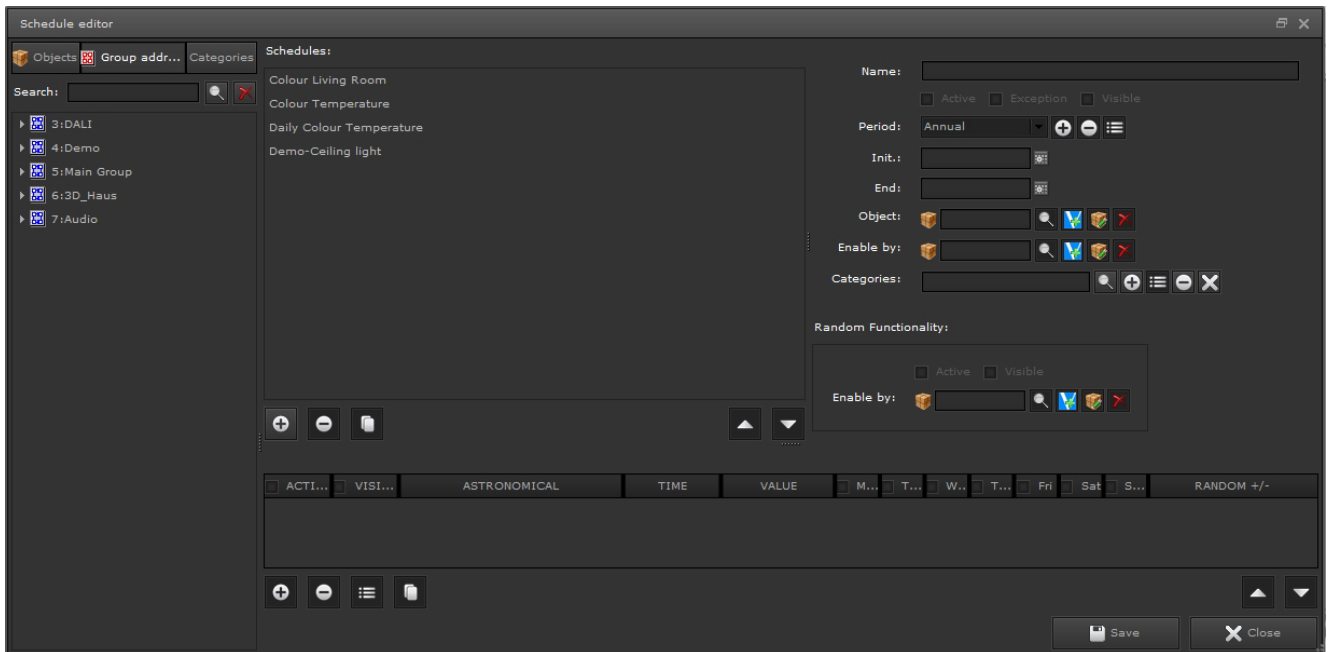 Schedule editor
Objects Group addr... Categories
Search:
3:DALI
4:Demo
5:Main Group
6:3D_Haus
7:Audio
Schedules:
Colour Living Room
Colour Temperature
Daily Colour Temperature
Demo-Ceiling light
Name:
Active Exception Visible
Period: Annual
Init.:
End:
Object:
Enable by:
Categories:
Random Functionality:
Active Visible
Enable by:
ACTI... VISI... ASTRONOMICAL TIME VALUE M... T... W... T... Fri Sat S... RANDOM +/-
Save Close